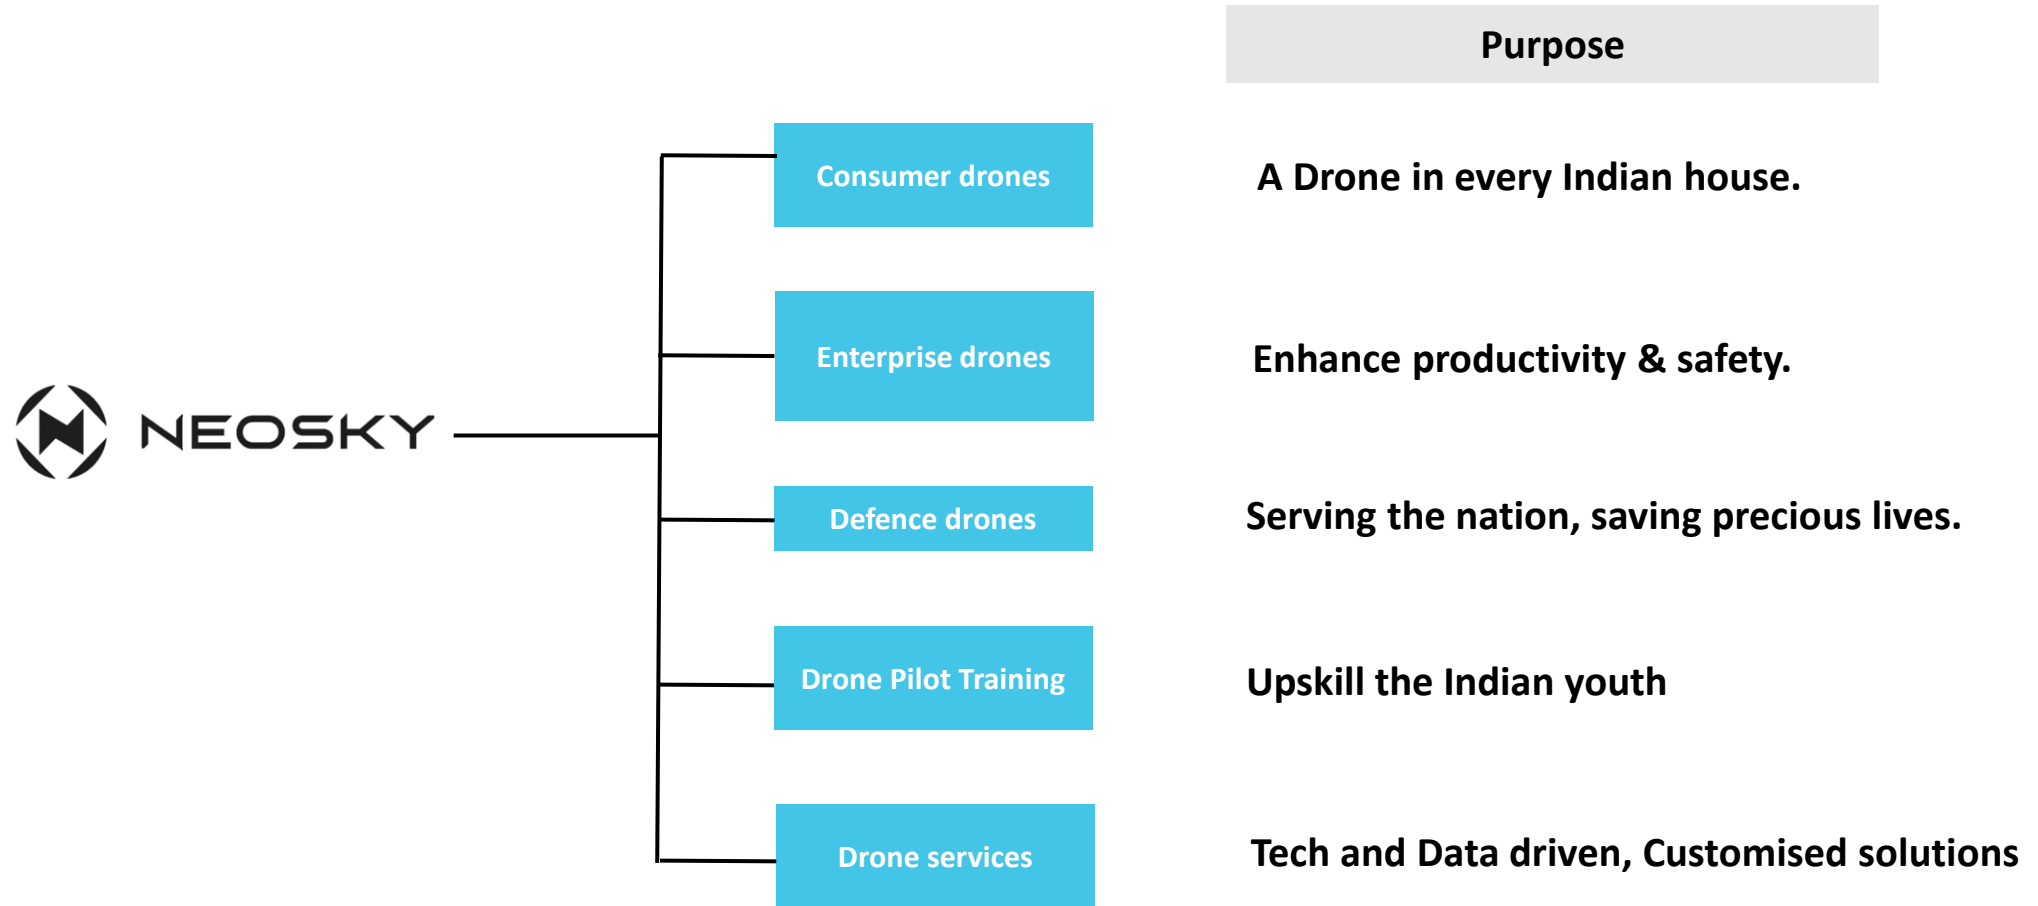 Purpose
Consumer drones
A Drone in every Indian house.
Enterprise drones
Enhance productivity & safety.
NEOSKY
Defence drones
Serving the nation, saving precious lives.
Drone Pilot Training
Upskill the Indian youth
Drone services
Tech and Data driven, Customised solutions